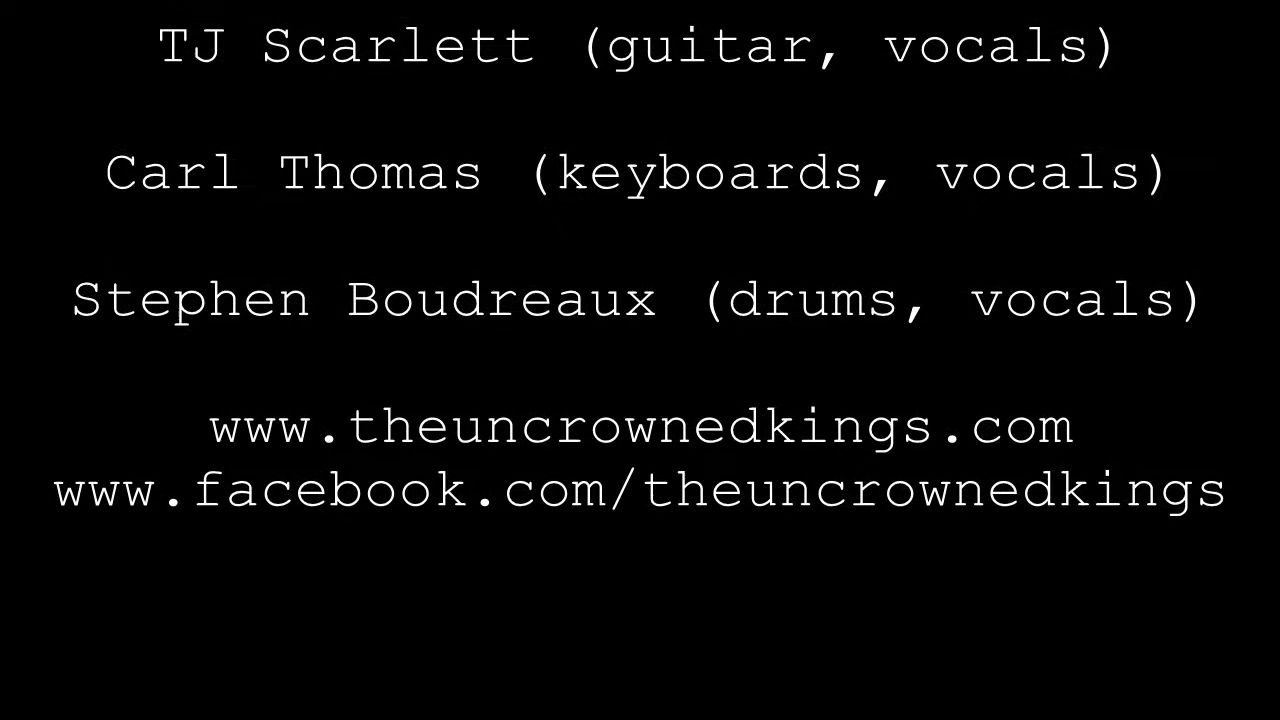 TJ Scarlett (guitar, vocals)
Carl Thomas (keyboards, vocals)
Stephen Boudreaux (drums, vocals)
www.theuncrownedkings.com
www.facebook.com/theuncrownedkings